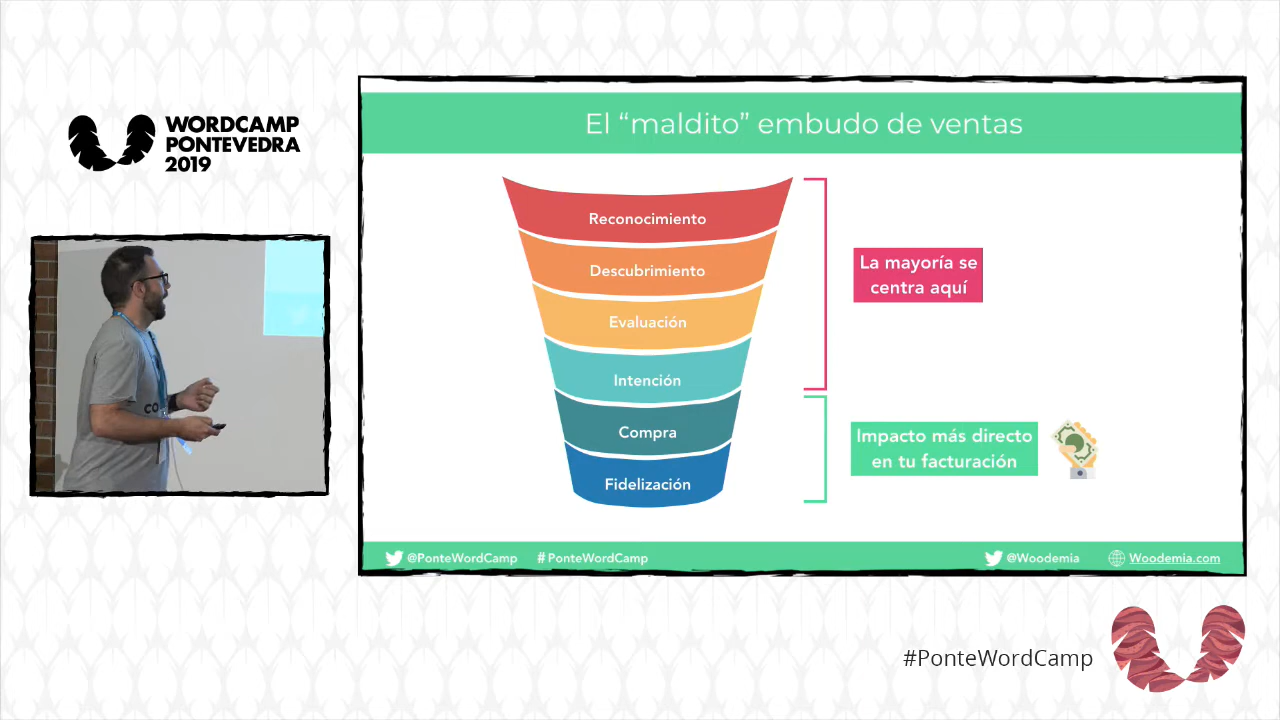 WORDCAMP
PONTEVEDRA
2019
El “maldito” embudo de ventas
Reconocimiento
Descubrimiento
Evaluación
Intención
Compra
Fidelización
La mayoría se
centra aquí
Impacto más directo
en tu facturación
@PonteWordCamp #PonteWordCamp @Woodemia Woodemia.com
CO
#PonteWordCamp